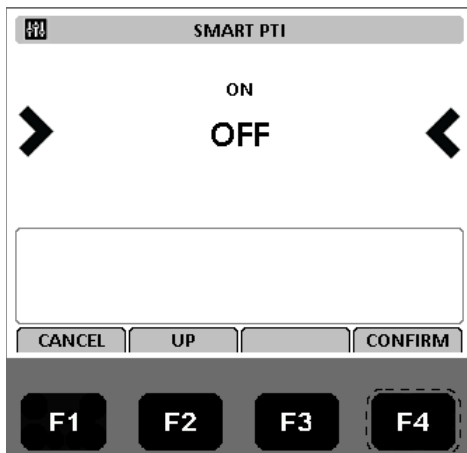 SMART PTI
ON
OFF
CANCEL UP CONFIRM
F1 F2 F3 F4